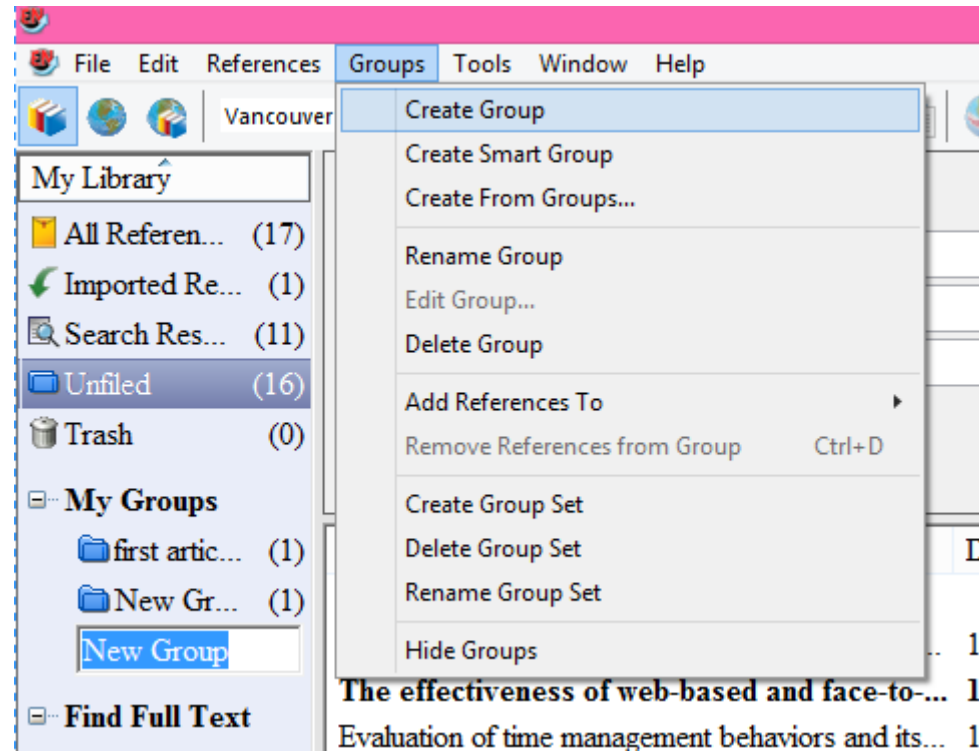 File Edit References Groups Tools Window Help
Vancouver
My Library
All Referen... (17)
Imported Re... (1)
Search Res... (11)
Unfiled (16)
Trash (0)
My Groups
first artic... (1)
New Gr... (1)
New Group
Find Full Text
Create Group
Create Smart Group
Create From Groups...
Rename Group
Edit Group...
Delete Group
Add References To
Remove References from Group Ctrl+D
Create Group Set
Delete Group Set
Rename Group Set
Hide Groups
The effectiveness of web-based and face-to-...
Evaluation of time management behaviors and its...